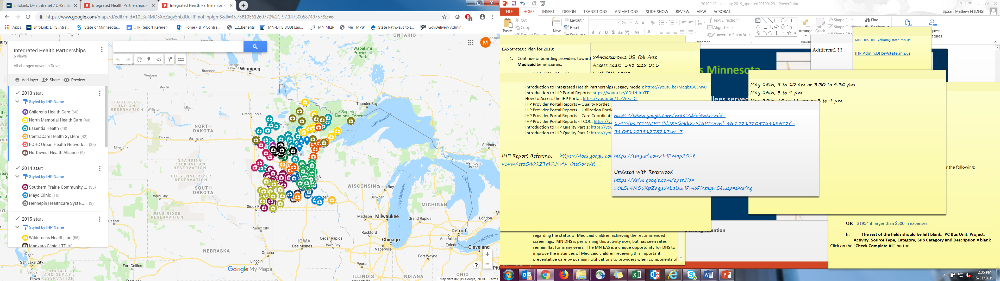 InfoLink: DHS Intranet / DHS Intr
Integrated Health Partnerships -
Integrated Health Partnerships -
https://www.google.com/maps/d/edit?mid=10LSu4MO5XpZagy5nLdUuHPmoPinpigmS&ll=45.75810561269772%2C-97.14730058749757&z=6
Apps
InfoLink: DHS Intra...
State of Minnesota...
IHP Report Referen...
Home - IHP Contra...
121Benefits
MN-DHS BOBI Lau...
MN MEIP
MeT MPIP
State Pathways to I...
GovDelivery Admin...
Integrated Health Partnerships
5 views
All changes saved in Drive
Add layer
Share
Preview
2013 start
Styled by IHP Name
Childrens Health Care (50)
North Memorial Health Care (49)
Essentia Health (48)
CentraCare Health System (42)
FQHC Urban Health Network ... (35)
Northwest Health Alliance (9)
2014 start
Styled by IHP Name
Southern Prairie Community ... (35)
Mayo Clinic (16)
Hennepin Healthcare Syste... (9)
2015 start
Styled by IHP Name
Wilderness Health, Inc (55)
Mankato Clinic, LTD (8)
M
ONTARIO
Moosone
Yorkton
Dauphin
Wabakimi
Provincial
Park
Portage
la Prairie
Winnipeg
Brandon
Weyburn
Estevan
FORT PECK
INDIAN
RESERVATION
Williston
Minot
Grand Forks
Thunder Bay
Superior
National Forest
Lake Superior
NORTH
DAKOTA
Dickinson
Bismarck
Miles City
STANDING
ROCK INDIAN
RESERVATION
CHEYENNE RIVER
RESERVATION
SOUTH
DAKOTA
Rapid City
PINE RIDGE
RESERVATION
Sioux Fa
Sudbury
Manitoulin
Island
WISCONSIN
Green Bay
Oshkosh
Lake Michigan
Lake Huron
MICHIGAN
Madison
Milwaukee
Grand Rapids
London
Casper
Sioux City
Rockford
Chicago
Detroit
Lake Erie
Ann Arbor
Toledo
Cleveland
IOWA
Des Moines
Cedar Rapids
Iowa City
Davenport
NEBRASKA
Omaha
Lincoln
Peoria
Fort Wayne
Ogden
Salt Lake City
Sandy
Provo
UINTAH
AND OURAY
RESERVATION
Fort Collins
ILLINOIS
INDIANA
OHIO
Pitt
Google My Maps
Map data ©2019 Google, INEGI
Terms
2019 IHP - January 2019_updated20190129 - PowerPoint
FILE
HOME
INSERT
DESIGN
TRANSITIONS
ANIMATIONS
SLIDE SHOW
REVIEW
VIEW
ACROBAT
Spaan, Mathew N (DHS)
Paste
Cut
Copy
Format Painter
New
Layout
Reset
Section
24
Text Direction
Align Text
Convert to SmartArt
Paragraph
Arrange
Quick
Shape Fill
Shape Outline
Find
EAS Strategic Plan for 2019:
1. Continue onboarding providers toward
Medicaid beneficiaries.
8443020362 US Toll Free
Access code: 591 228 016
Host PIN: 1323
Adifferent1!!!!
MN_DHS_IHP.Admin@state.mn.us
IHP.Admin.DHS@state.mn.us
s Minnesota
llees serve
May 15th, 9 to 10 am or 3:30 to 4:30 pm
May 16th, 3 to 4 pm
May 20th, 10 to 11 am or 3 to 4 pm
Introduction to Integrated Health Partnerships (Legacy model): https://youtu.be/Mqqbg8CSmv0
Introduction to IHP Portal Reports: https://youtu.be/CDHziJIoYFE
How to Access the IHP Portal: https://youtu.be/TcZ2ekvijCI
IHP Provider Portal Reports – Quality Portlet:
IHP Provider Portal Reports – Utilization Portle
IHP Provider Portal Reports – Care Coordinatio
IHP Provider Portal Reports - TCOC: https://yo
Introduction to IHP Quality Part 1: https://you
Introduction to IHP Quality Part 2: https://you
IHP Report Reference - https://docs.google.com
v3vWKerzOd02ZTMGJ4ri1-0ts0o/edit
https://www.google.com/maps/d/viewer?mid=
1v4YdpsJY2PAO4TCdJ5EGFkk8zFk6P2sR&ll=46.27217205764186%2C-
94.05110991275217&z=7
https://tinyurl.com/IHPmap2018
Updated with Riverwood
https://drive.google.com/open?id=
10LSu4MO5XpZagy5nLdUuHPmoPinpigmS&usp=sharing
r the following:
OR - 31954 if larger than $500 in expenses.
h. The rest of the fields should be left blank. PC Bus Unit, Project,
Activity, Source Type, Category, Sub Category and Description = blank
Click on the “Check Complete All” button
, strong retention
regarding the status of Medicaid children achieving the recommended
screenings. MN DHS is performing this activity now, but has seen rates
remain flat for many years. The MN EAS is a unique opportunity for DHS to
improve the instances of Medicaid children receiving this important
preventative care by pushing notifications to providers when components of
2:05 PM
5/31/2019